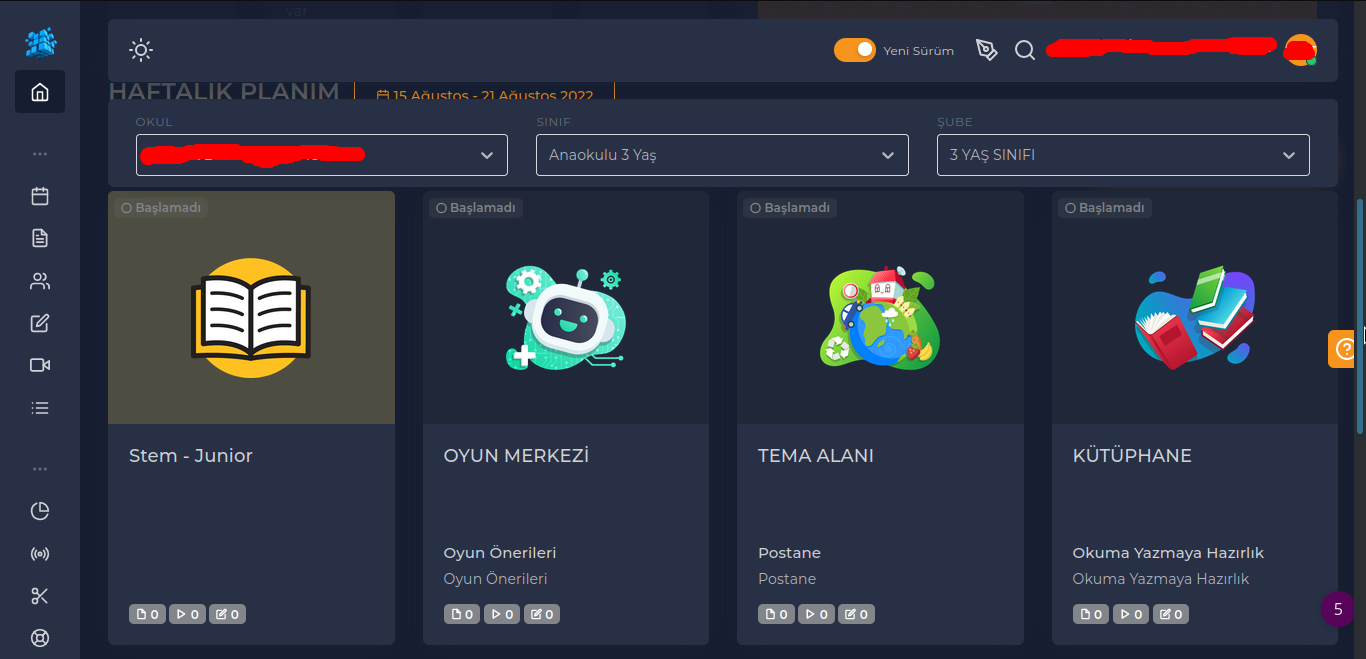 var
Yeni Sürüm
HAFTALIK PLANIM
15 Ağustos - 21 Ağustos 2022
OKUL
SINIF
ŞUBE
Anaokulu 3 Yaş
3 YAŞ SINIFI
Başlamadı
Başlamadı
Başlamadı
Başlamadı
Stem - Junior
OYUN MERKEZİ
TEMA ALANI
KÜTÜPHANE
Oyun Önerileri
Postane
Okuma Yazmaya Hazırlık
Oyun Önerileri
Postane
Okuma Yazmaya Hazırlık
0 0 0
0 0 0
0 0 0
0 0 0
5